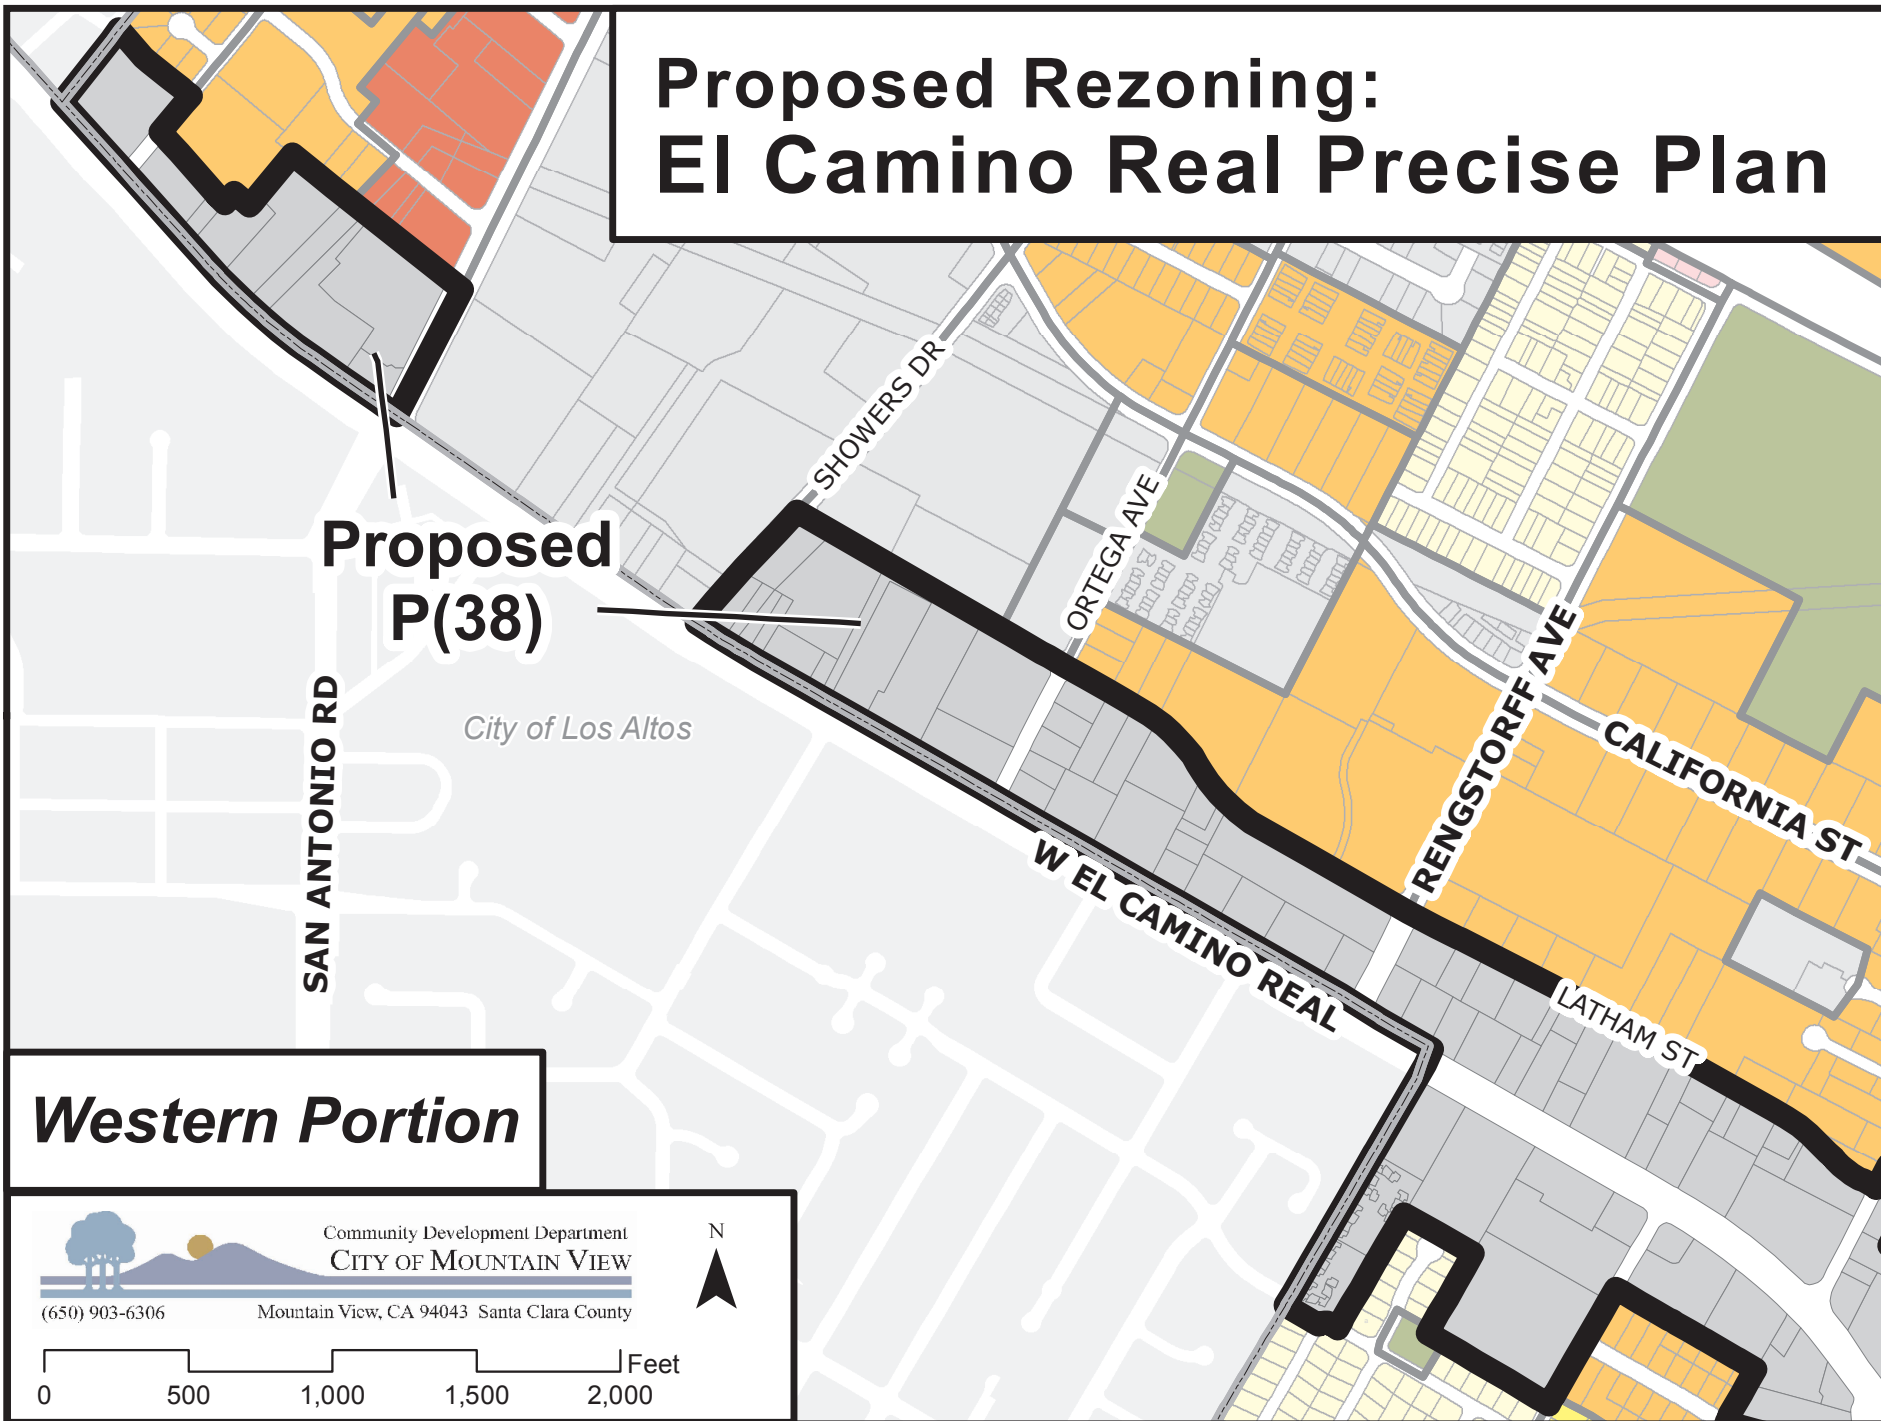 Proposed Rezoning:
El Camino Real Precise Plan
SHOWERS DR
ORTEGA AVE
Proposed
P(38)
RENGSTORFF AVE
CALIFORNIA ST
City of Los Altos
SAN ANTONIO RD
W EL CAMINO REAL
LATHAM ST
Western Portion
Community Development Department
CITY OF MOUNTAIN VIEW
(650) 903-6306
Mountain View, CA 94043 Santa Clara County
N
Feet
0 500 1,000 1,500 2,000